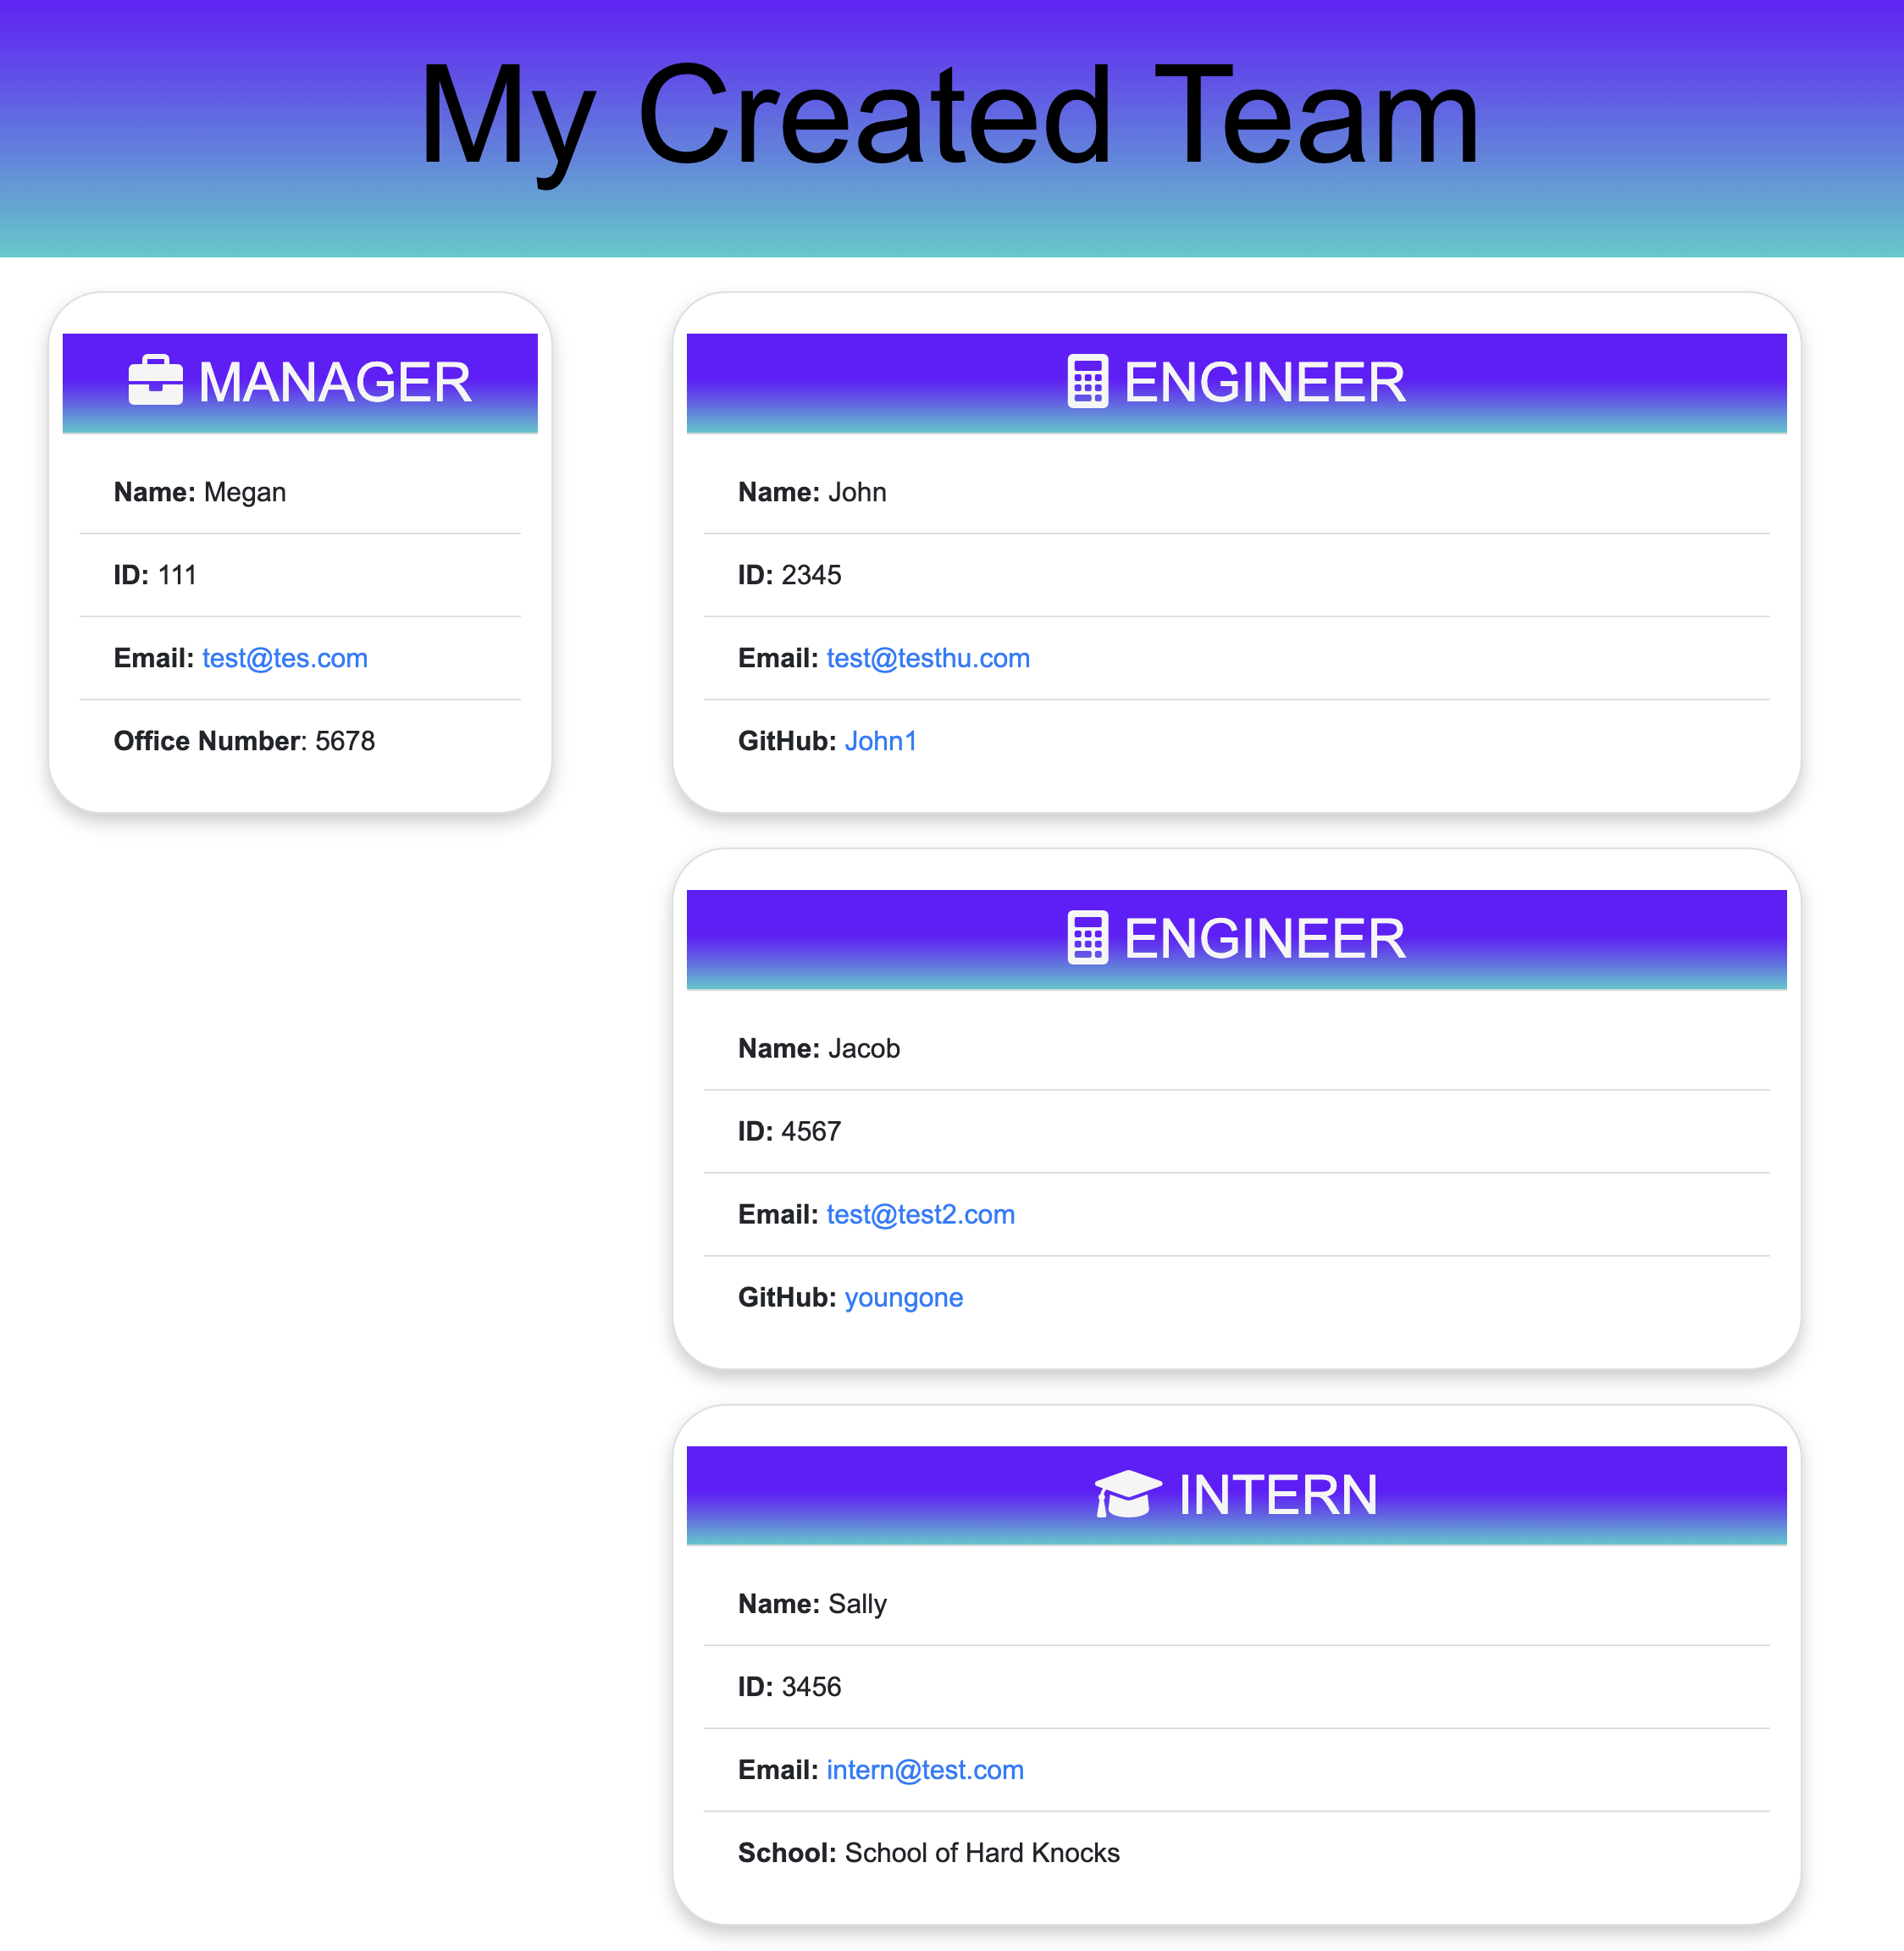 My Created Team
MANAGER
Name: Megan
ID: 111
Email: test@tes.com
Office Number: 5678
ENGINEER
Name: John
ID: 2345
Email: test@testhu.com
GitHub: John1
ENGINEER
Name: Jacob
ID: 4567
Email: test@test2.com
GitHub: youngone
INTERN
Name: Sally
ID: 3456
Email: intern@test.com
School: School of Hard Knocks